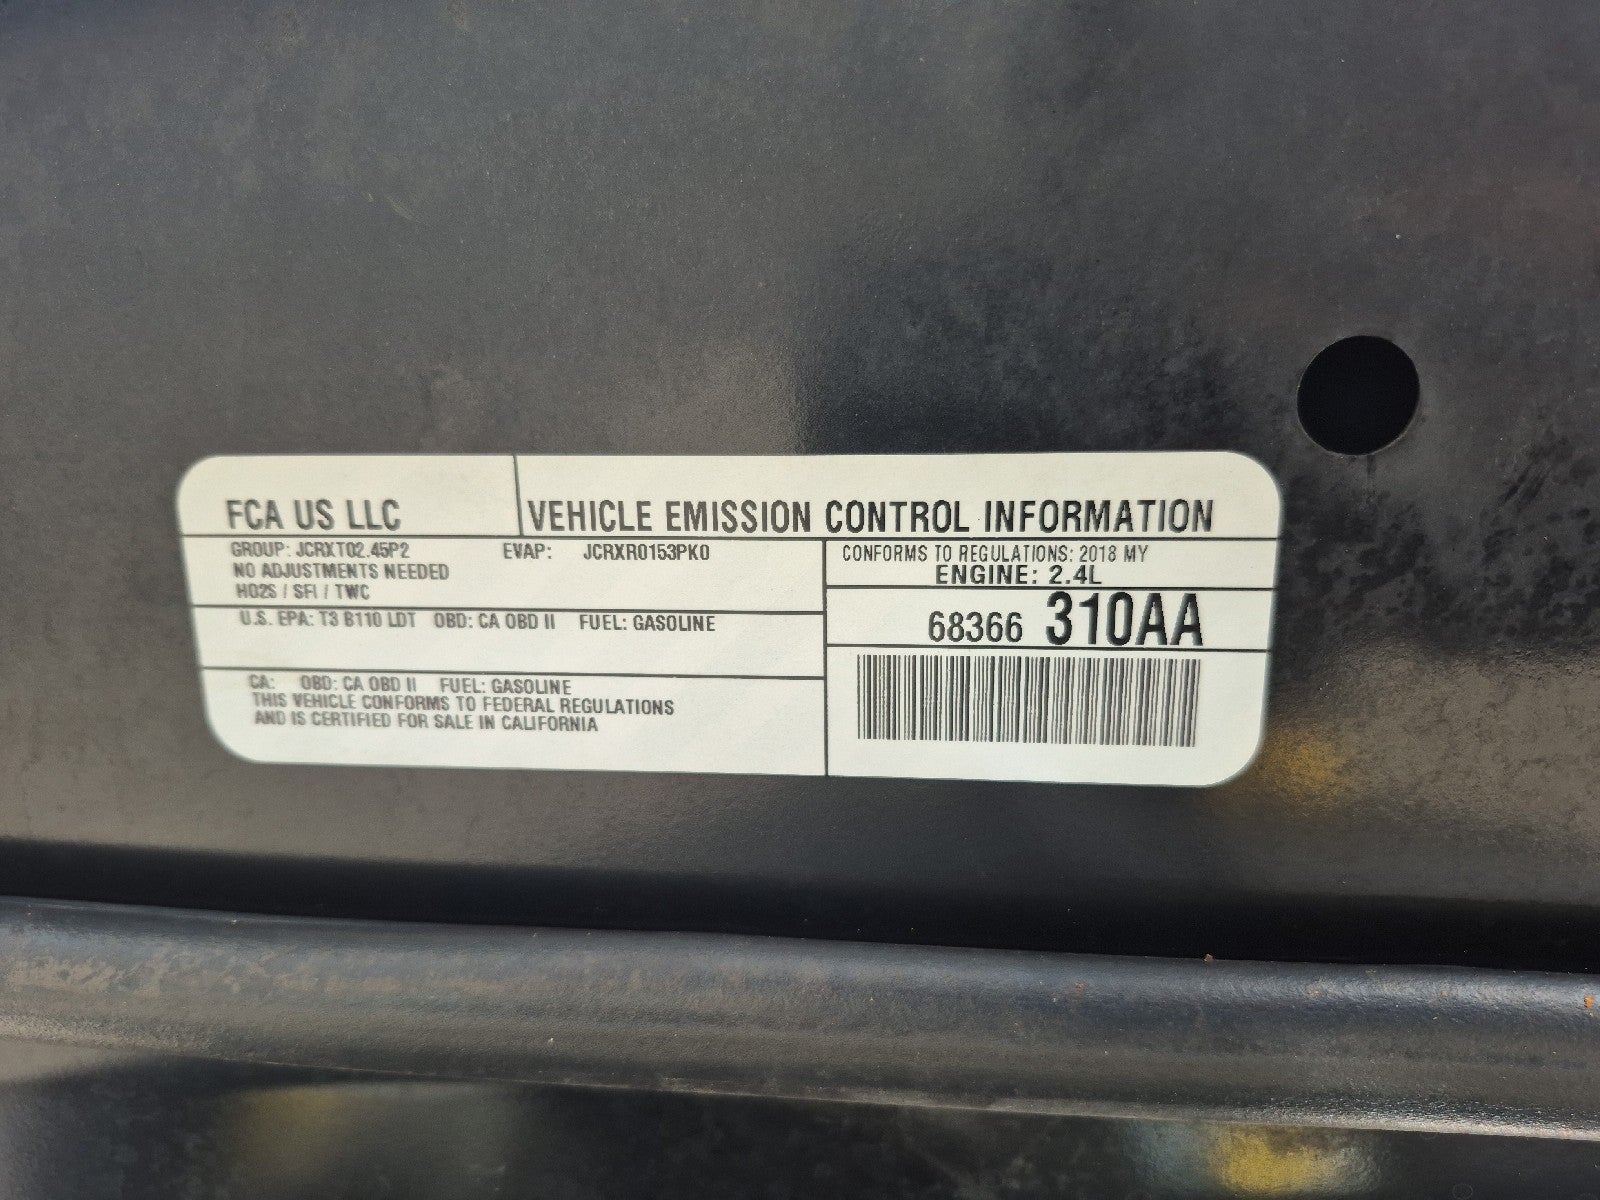 FCA US LLC
VEHICLE EMISSION CONTROL INFORMATION
GROUP: JCRXT02.45P2 EVAP: JCRXR0153PK0
NO ADJUSTMENTS NEEDED
HO2S / SFI / TWC
U.S. EPA: T3 B110 LDT OBD: CA OBD II FUEL: GASOLINE
CA: OBD: CA OBD II FUEL: GASOLINE
THIS VEHICLE CONFORMS TO FEDERAL REGULATIONS
AND IS CERTIFIED FOR SALE IN CALIFORNIA
CONFORMS TO REGULATIONS: 2018 MY
ENGINE: 2.4L
68366 310AA